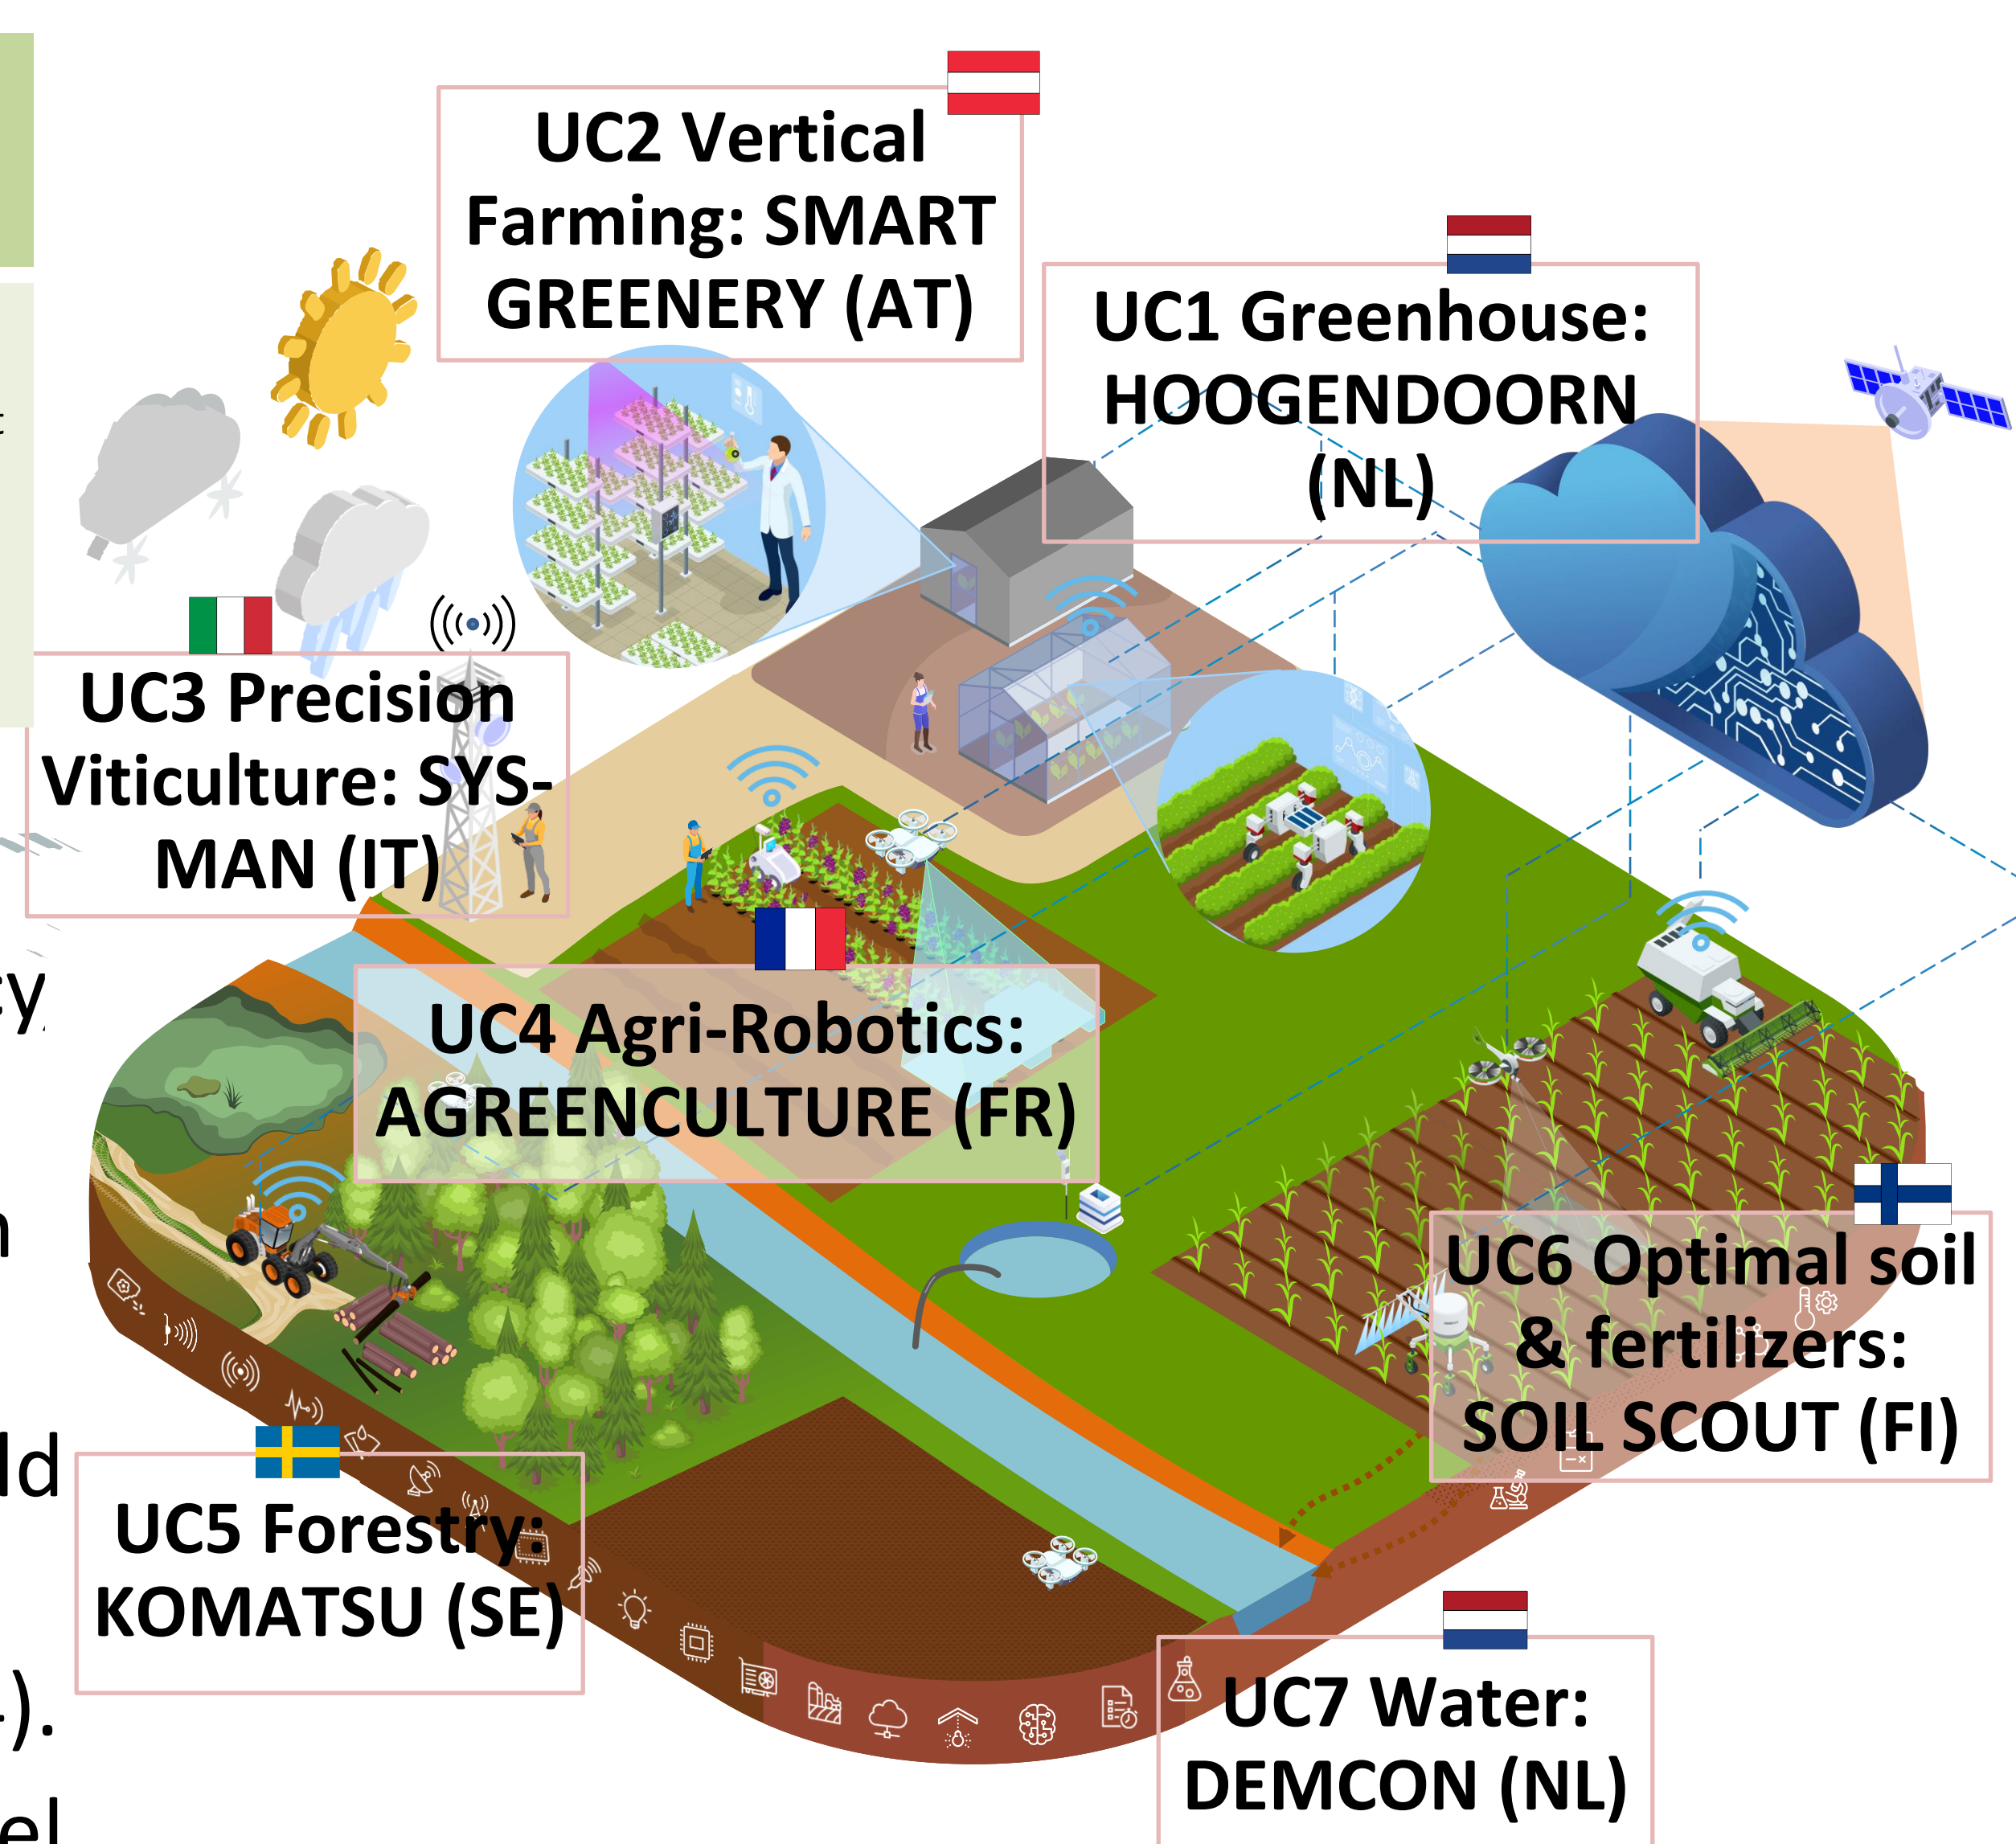 UC2 Vertical
Farming: SMART
GREENERY (AT)
UC1 Greenhouse:
HOOGENDOORN
(NL)
UC3 Precision
Viticulture: SYS-
MAN (IT)
UC4 Agri-Robotics:
AGREENCULTURE (FR)
UC6 Optimal soil
& fertilizers:
SOIL SCOUT (FI)
UC5 Forestry:
KOMATSU (SE)
UC7 Water:
DEMCON (NL)